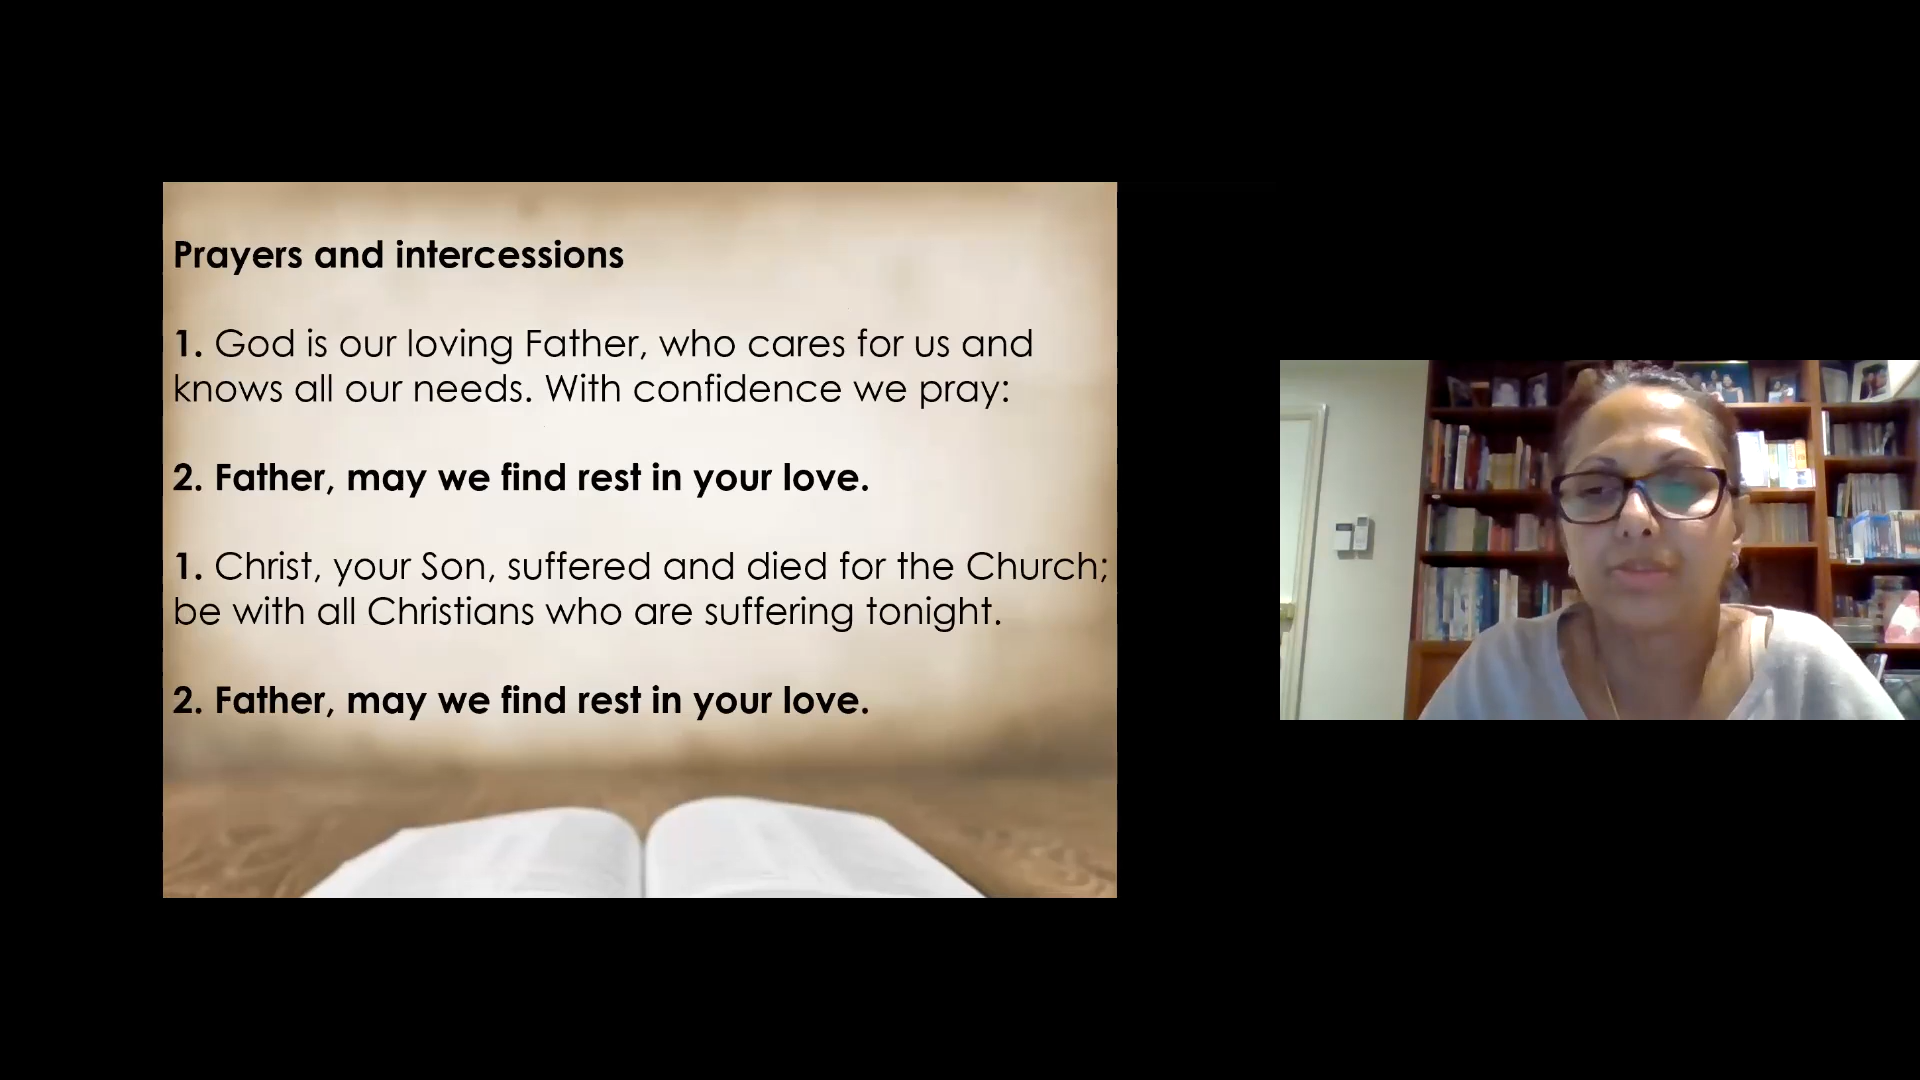 Prayers and intercessions
1. God is our loving Father, who cares for us and
knows all our needs. With confidence we pray:
2. Father, may we find rest in your love.
1. Christ, your Son, suffered and died for the Church;
be with all Christians who are suffering tonight.
2. Father, may we find rest in your love.